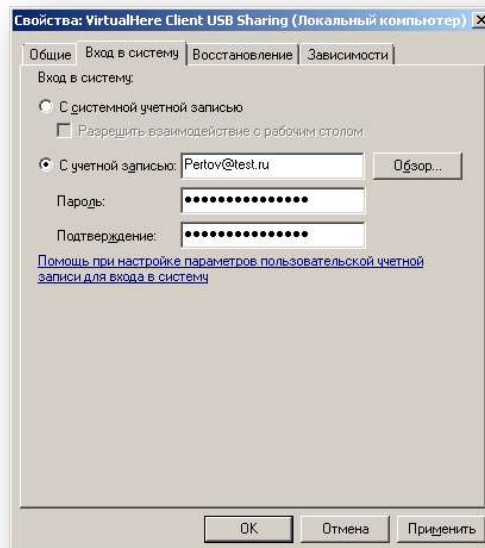 Свойства: VirtualHere Client USB Sharing (Локальный компьютер)
Общие Вход в систему Восстановление Зависимости
Вход в систему:
С системной учетной записью
Разрешить взаимодействие с рабочим столом
С учетной записью: Pertov@test.ru Обзор...
Пароль: ●●●●●●●●●●●●●●●
Подтверждение: ●●●●●●●●●●●●●●●
Помощь при настройке параметров пользовательской учетной
записи для входа в систему
OK Отмена Применить